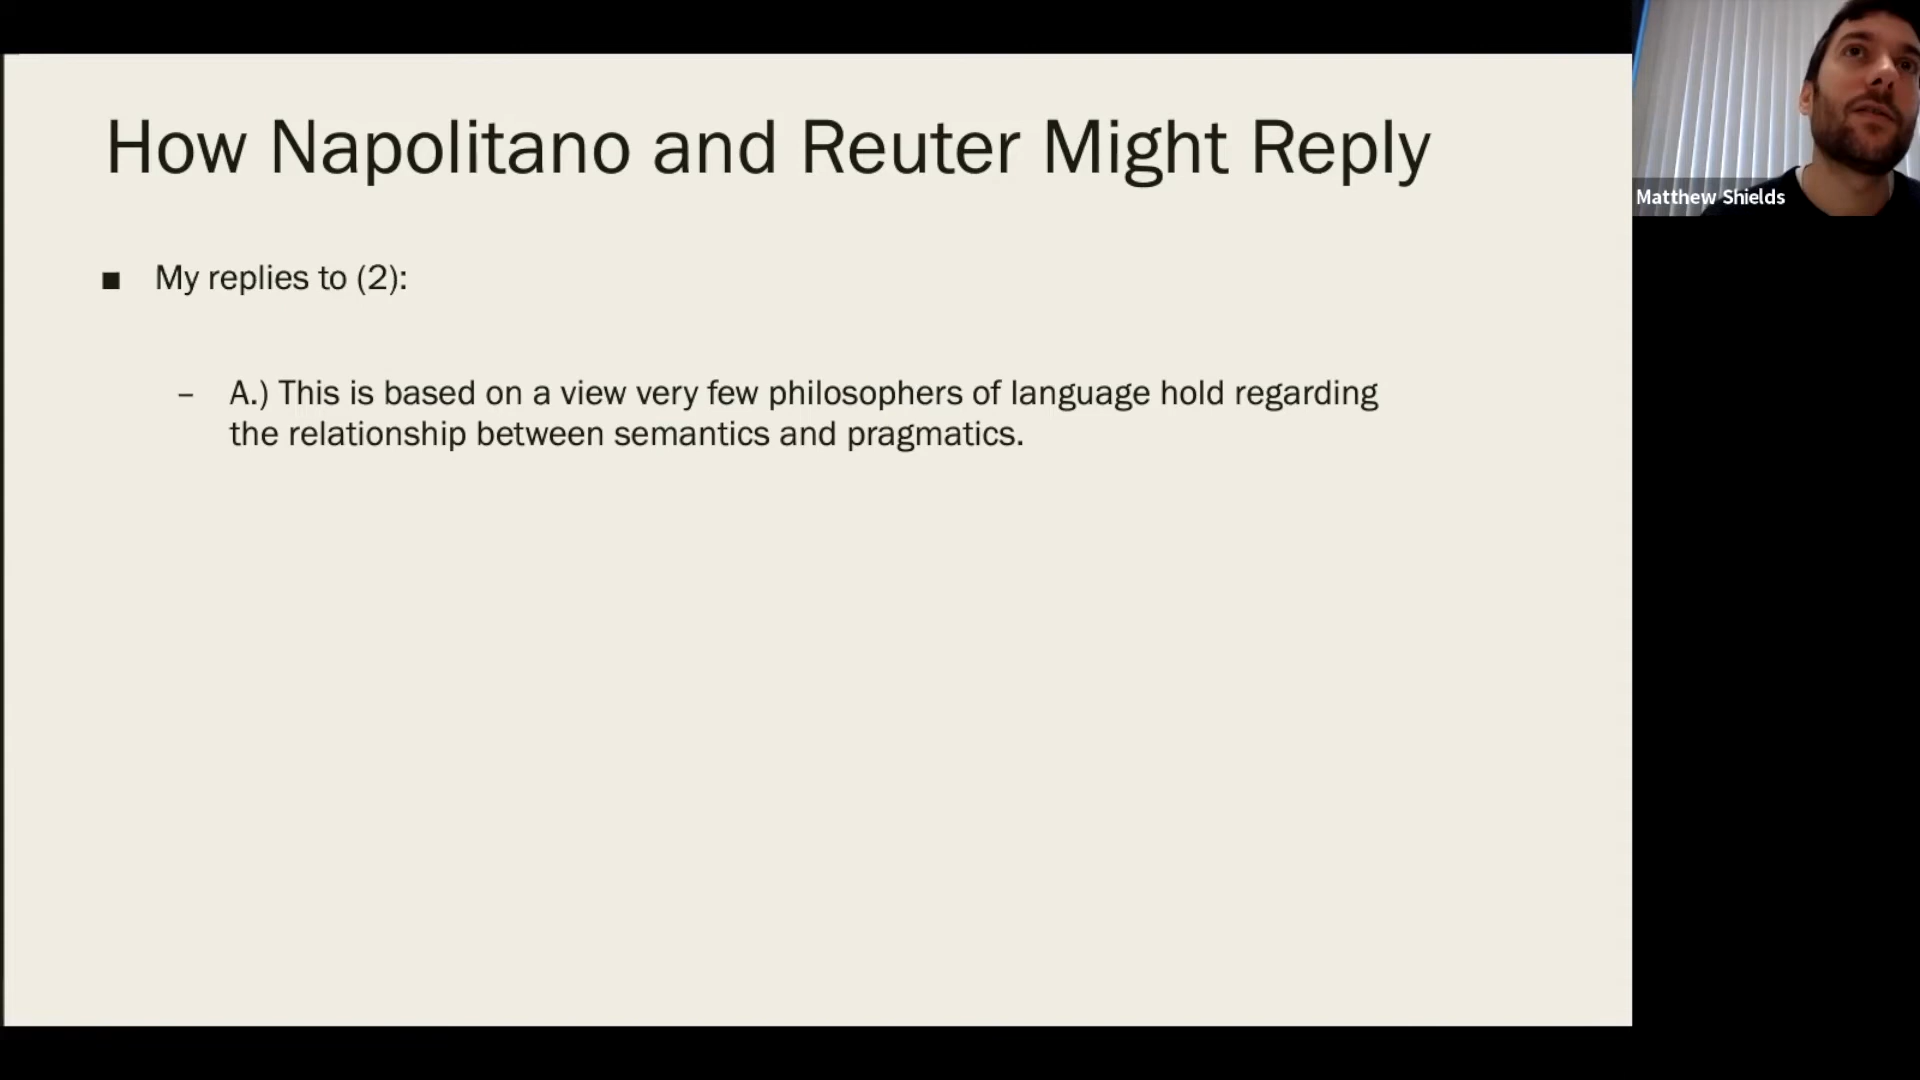 How Napolitano and Reuter Might Reply
Matthew Shields
■ My replies to (2):
– A.) This is based on a view very few philosophers of language hold regarding
the relationship between semantics and pragmatics.